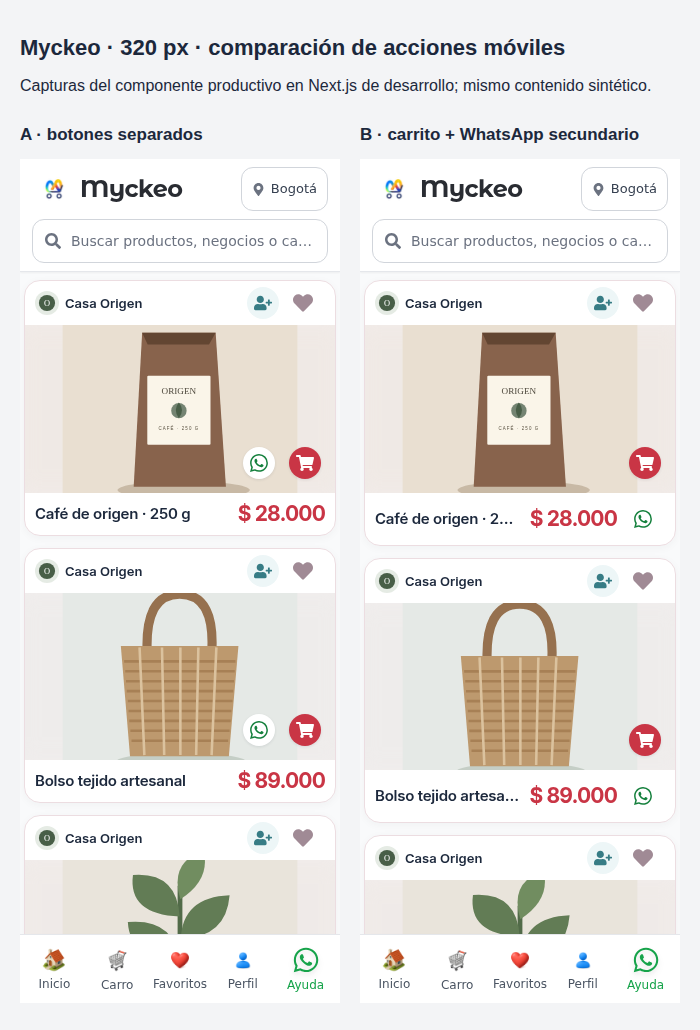 Myckeo · 320 px · comparación de acciones móviles
Capturas del componente productivo en Next.js de desarrollo; mismo contenido sintético.
A · botones separados
Myckeo
Bogotá
Buscar productos, negocios o ca...
O
Casa Origen
ORIGEN
CAFÉ · 250 G
Café de origen · 250 g
$ 28.000
O
Casa Origen
Bolso tejido artesanal
$ 89.000
O
Casa Origen
Inicio
Carro
Favoritos
Perfil
Ayuda
B · carrito + WhatsApp secundario
Myckeo
Bogotá
Buscar productos, negocios o ca...
O
Casa Origen
ORIGEN
CAFÉ · 250 G
Café de origen · 2...
$ 28.000
O
Casa Origen
Bolso tejido artesa...
$ 89.000
O
Casa Origen
Inicio
Carro
Favoritos
Perfil
Ayuda